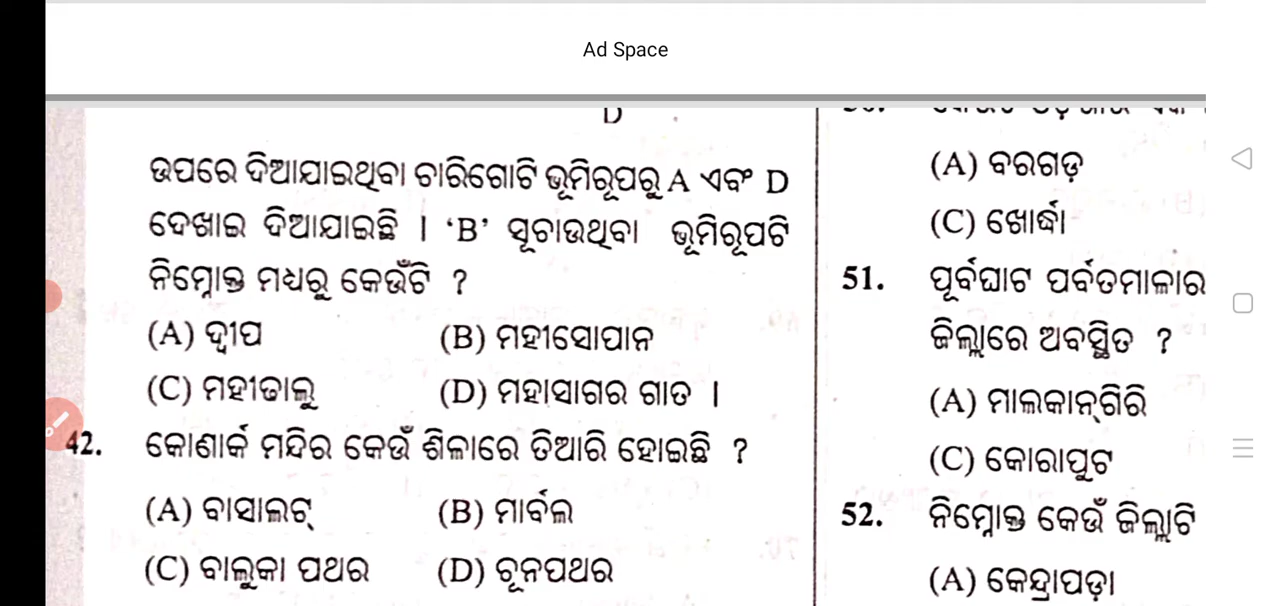 Ad Space
D
ଉପରେ ଦିଆଯାଇଥିବା ଚାରିଗୋଟି ଭୂମିରୂପରୁ A ଏବଂ D
ଦେଖାଇ ଦିଆଯାଇଛି । ‘B’ ସୂଚାଉଥିବା ଭୂମିରୂପଟି
ନିମ୍ନୋକ୍ତ ମଧ୍ୟରୁ କେଉଁଟି ?
(A) ଦ୍ୱୀପ (B) ମହୀସୋପାନ
(C) ମହୀଢାଲୁ (D) ମହାସାଗର ଗାତ ।
42. କୋଣାର୍କ ମନ୍ଦିର କେଉଁ ଶିଳାରେ ତିଆରି ହୋଇଛି ?
(A) ବାସାଲଟ୍ (B) ମାର୍ବଲ
(C) ବାଲୁକା ପଥର (D) ଚୂନପଥର
(A) ବରଗଡ଼
(C) ଖୋର୍ଦ୍ଧା
51. ପୂର୍ବଘାଟ ପର୍ବତମାଳାର
ଜିଲ୍ଲାରେ ଅବସ୍ଥିତ ?
(A) ମାଲକାନ୍‌ଗିରି
(C) କୋରାପୁଟ
52. ନିମ୍ନୋକ୍ତ କେଉଁ ଜିଲ୍ଲାଟି
(A) କେନ୍ଦ୍ରାପଡ଼ା